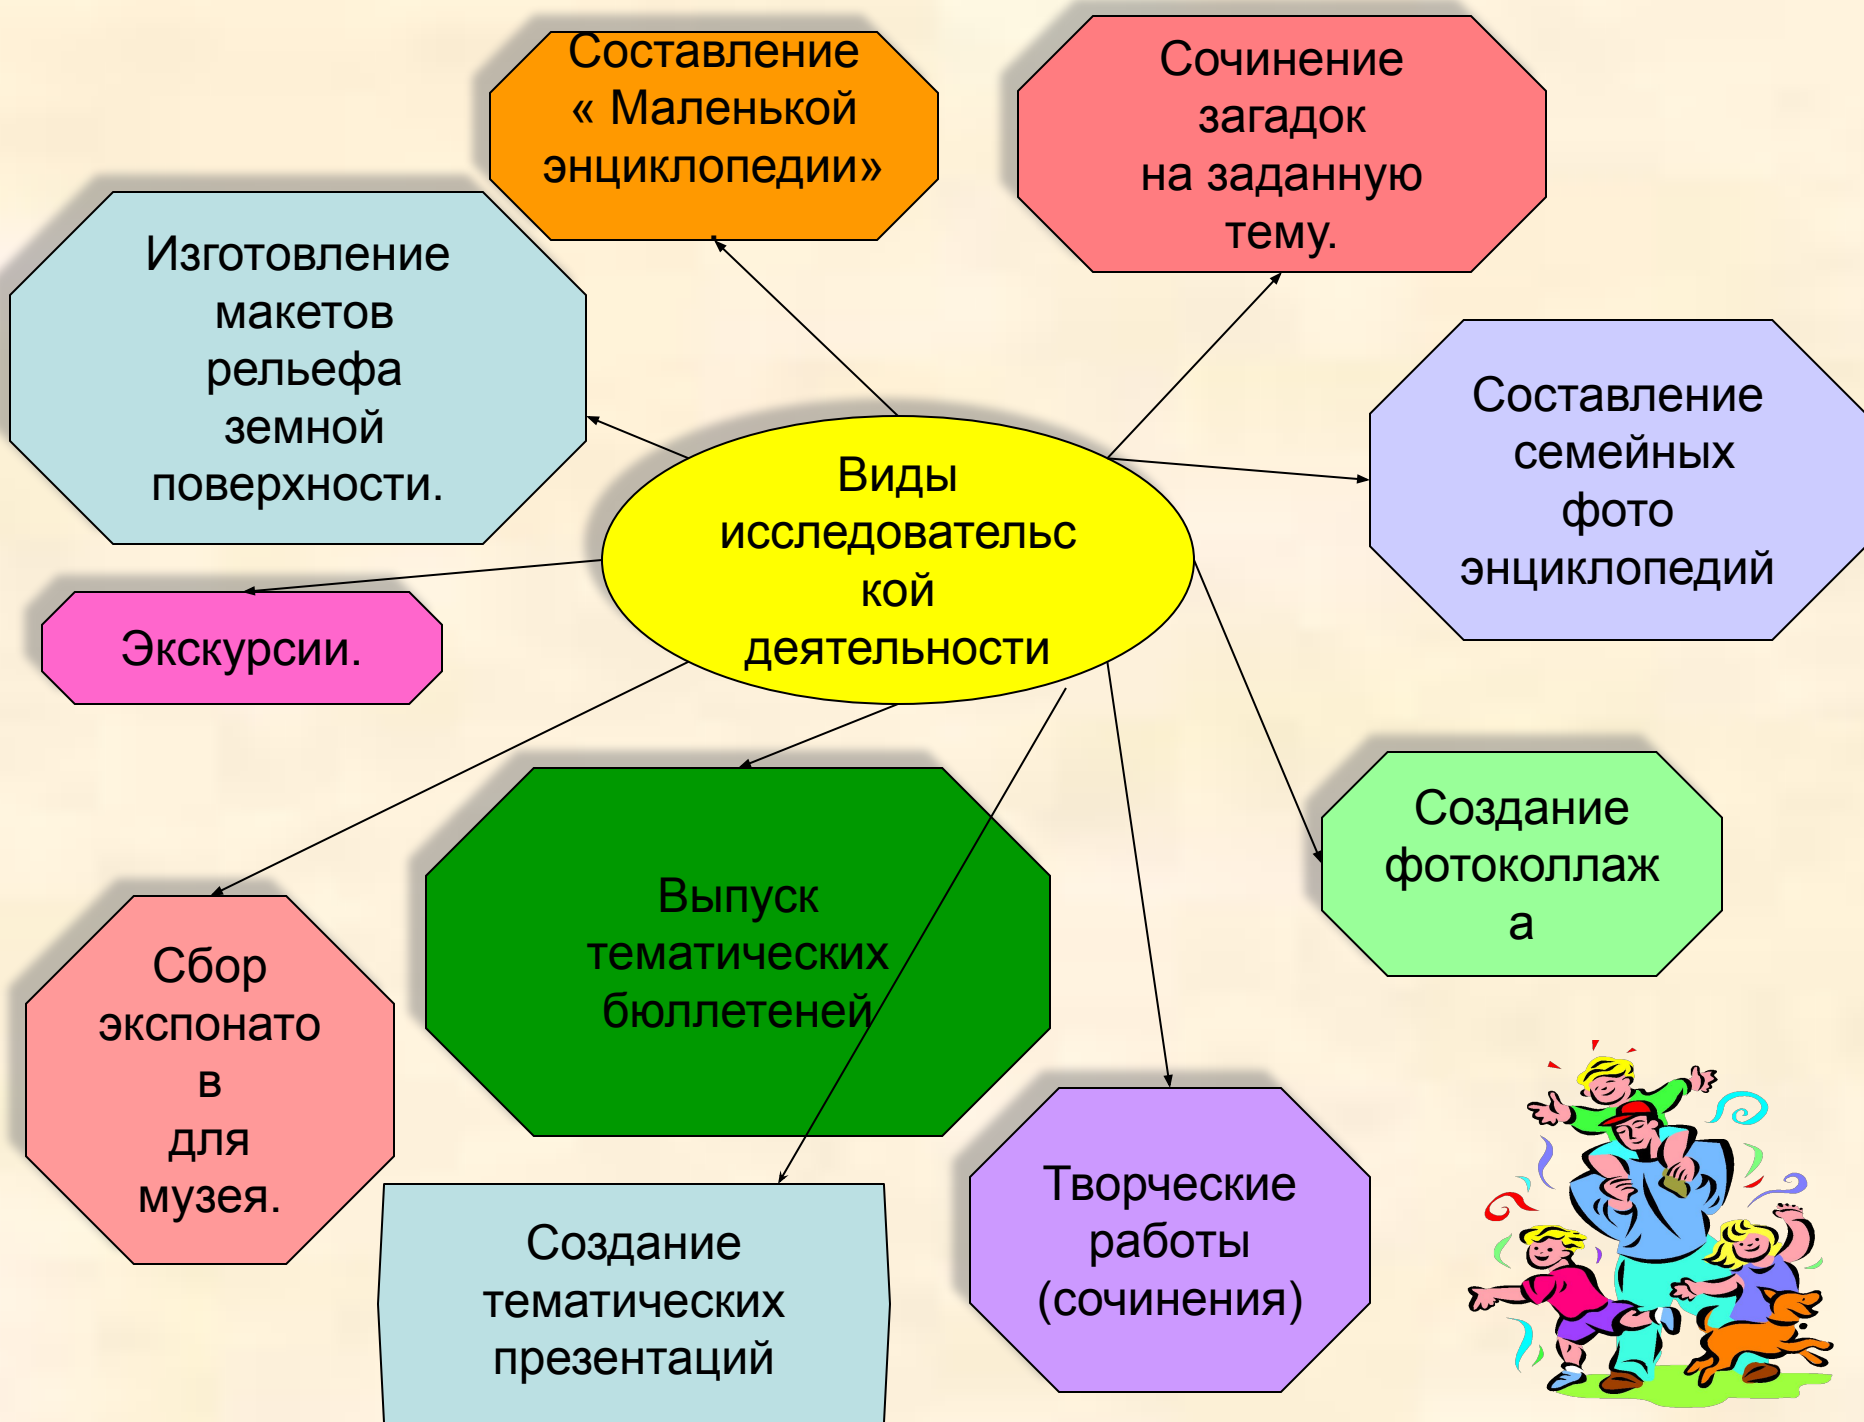 Составление
« Маленькой
энциклопедии»
.
Сочинение
загадок
на заданную
тему.
Изготовление
макетов
рельефа
земной
поверхности.
Составление
семейных
фото
энциклопедий
Виды
исследовательс
кой
деятельности
Экскурсии.
Создание
фотоколлаж
а
Выпуск
тематических
бюллетеней
Сбор
экспонато
в
для
музея.
Творческие
работы
(сочинения)
Создание
тематических
презентаций